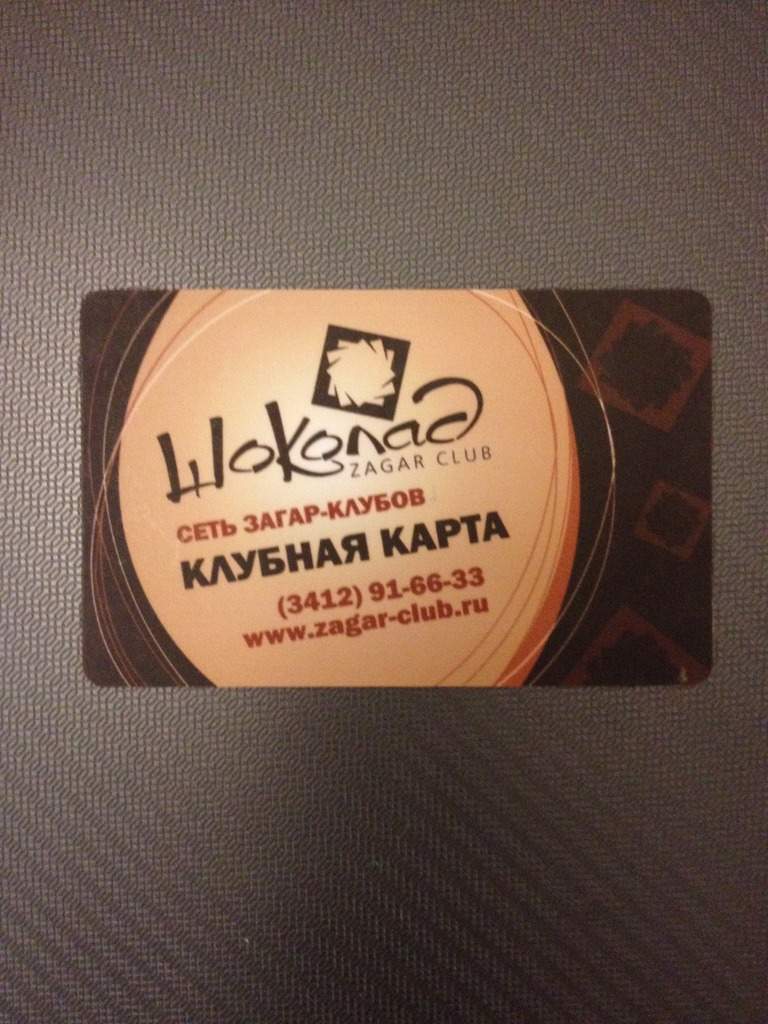 Шоколад
ZAGAR CLUB
СЕТЬ ЗАГАР-КЛУБОВ
КЛУБНАЯ КАРТА
(3412) 91-66-33
www.zagar-club.ru